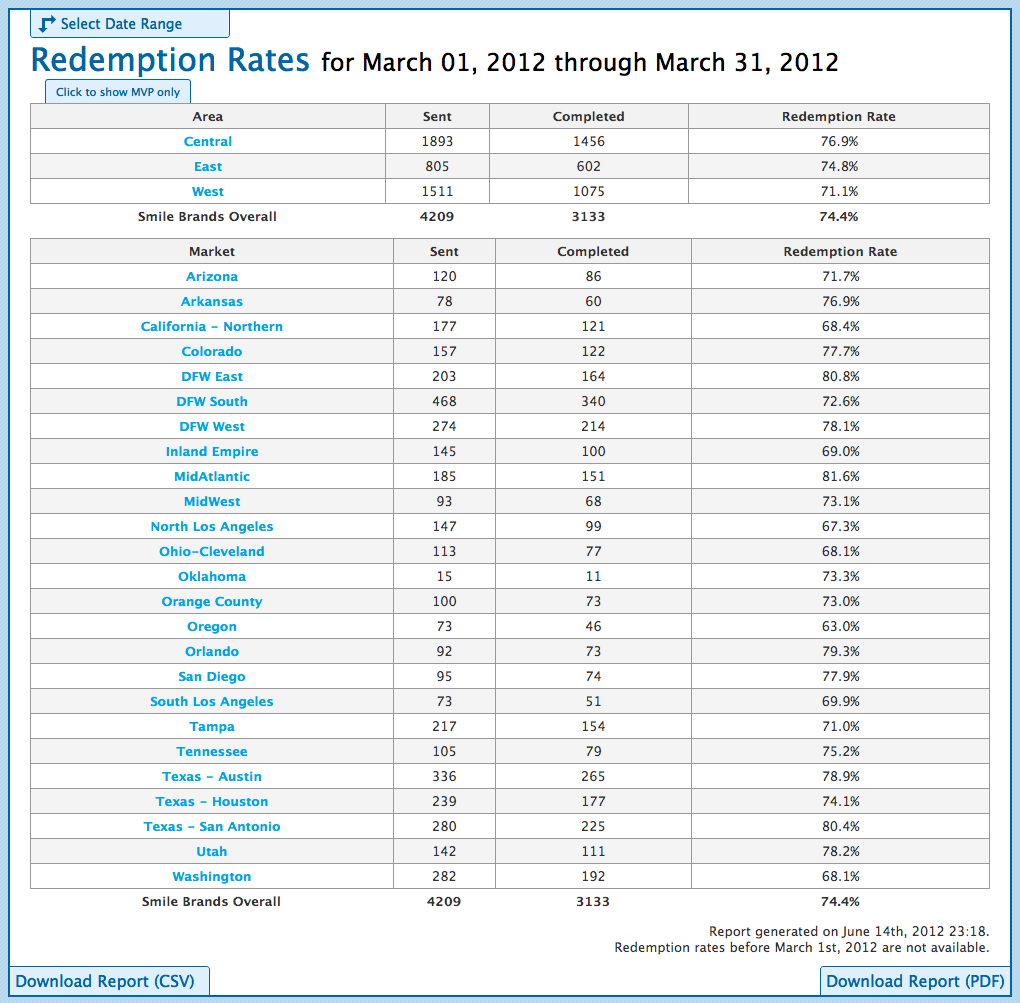 Select Date Range
Redemption Rates for March 01, 2012 through March 31, 2012
Click to show MVP only
Area Sent Completed Redemption Rate
Central 1893 1456 76.9%
East 805 602 74.8%
West 1511 1075 71.1%
Smile Brands Overall 4209 3133 74.4%
Market Sent Completed Redemption Rate
Arizona 120 86 71.7%
Arkansas 78 60 76.9%
California - Northern 177 121 68.4%
Colorado 157 122 77.7%
DFW East 203 164 80.8%
DFW South 468 340 72.6%
DFW West 274 214 78.1%
Inland Empire 145 100 69.0%
MidAtlantic 185 151 81.6%
MidWest 93 68 73.1%
North Los Angeles 147 99 67.3%
Ohio-Cleveland 113 77 68.1%
Oklahoma 15 11 73.3%
Orange County 100 73 73.0%
Oregon 73 46 63.0%
Orlando 92 73 79.3%
San Diego 95 74 77.9%
South Los Angeles 73 51 69.9%
Tampa 217 154 71.0%
Tennessee 105 79 75.2%
Texas - Austin 336 265 78.9%
Texas - Houston 239 177 74.1%
Texas - San Antonio 280 225 80.4%
Utah 142 111 78.2%
Washington 282 192 68.1%
Smile Brands Overall 4209 3133 74.4%
Report generated on June 14th, 2012 23:18.
Redemption rates before March 1st, 2012 are not available.
Download Report (CSV) Download Report (PDF)